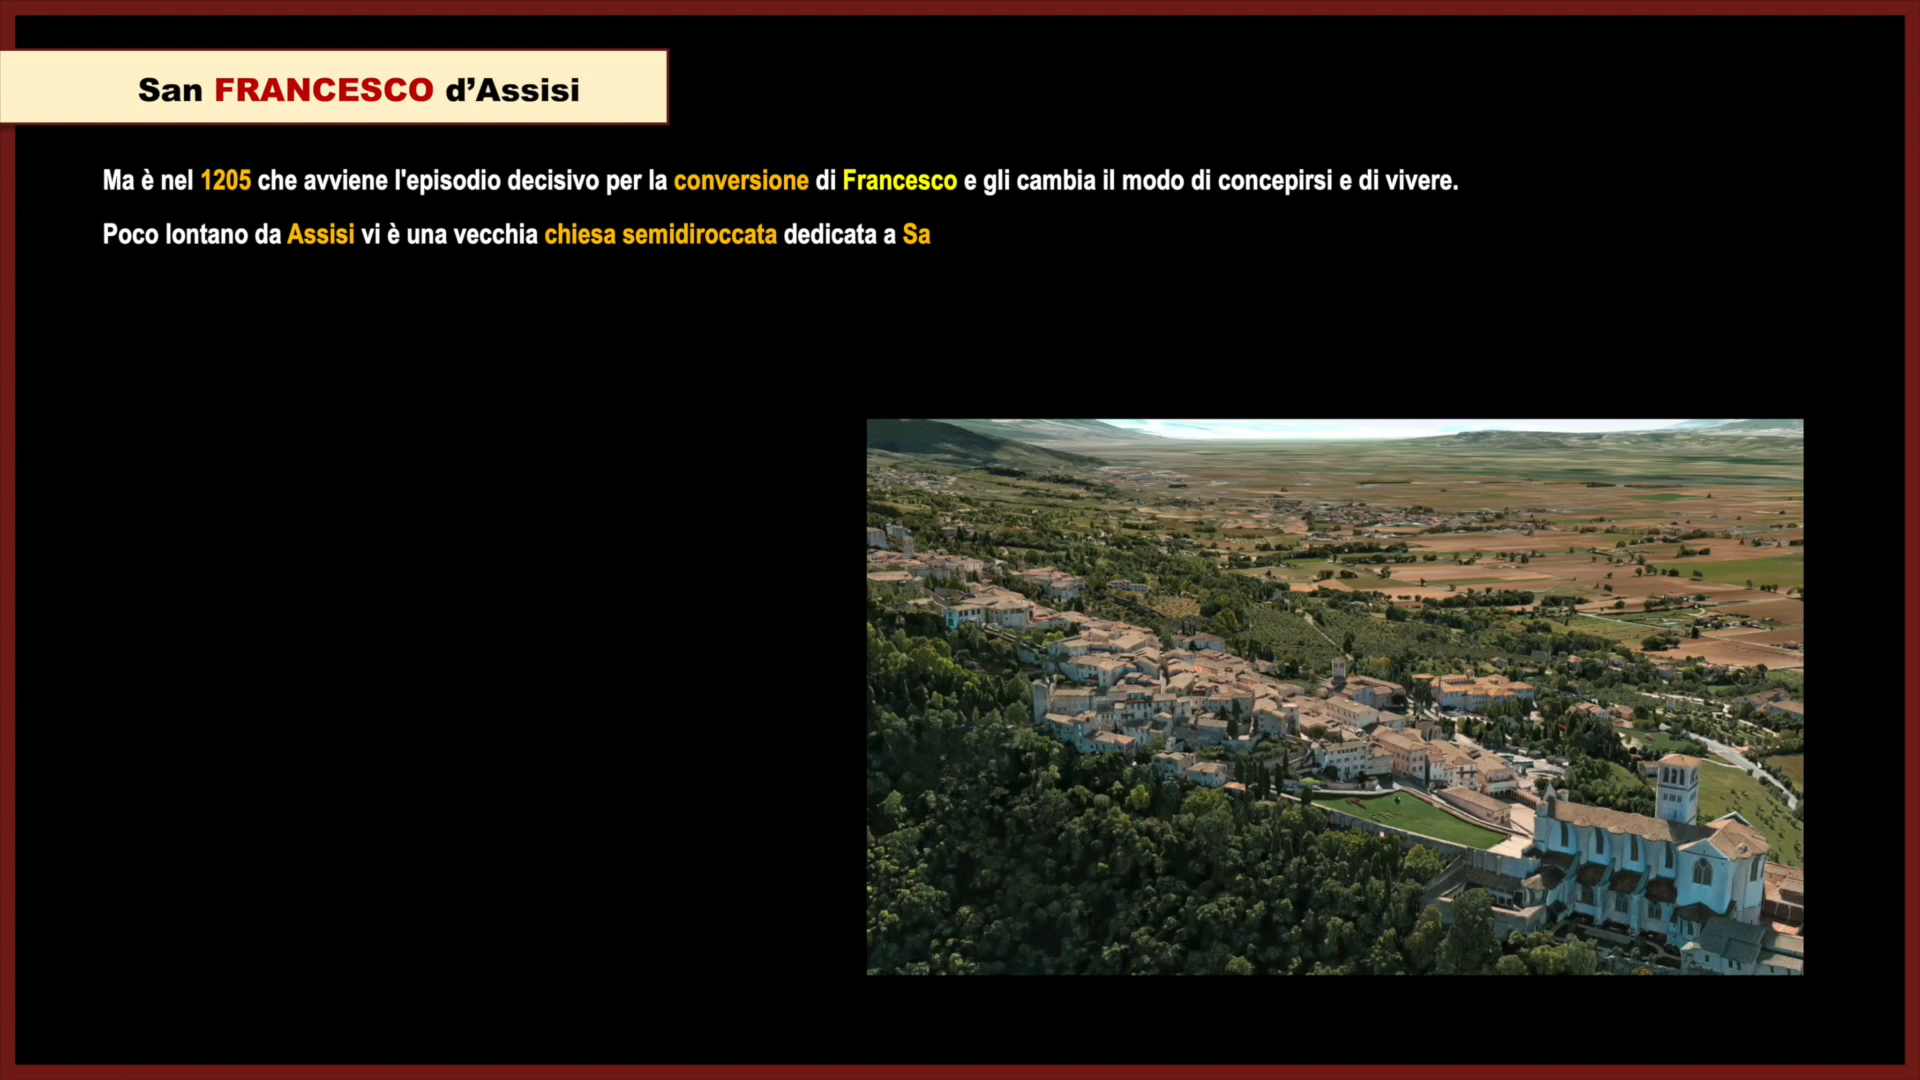 San FRANCESCO d’Assisi
Ma è nel 1205 che avviene l'episodio decisivo per la conversione di Francesco e gli cambia il modo di concepirsi e di vivere.
Poco lontano da Assisi vi è una vecchia chiesa semidiroccata dedicata a Sa